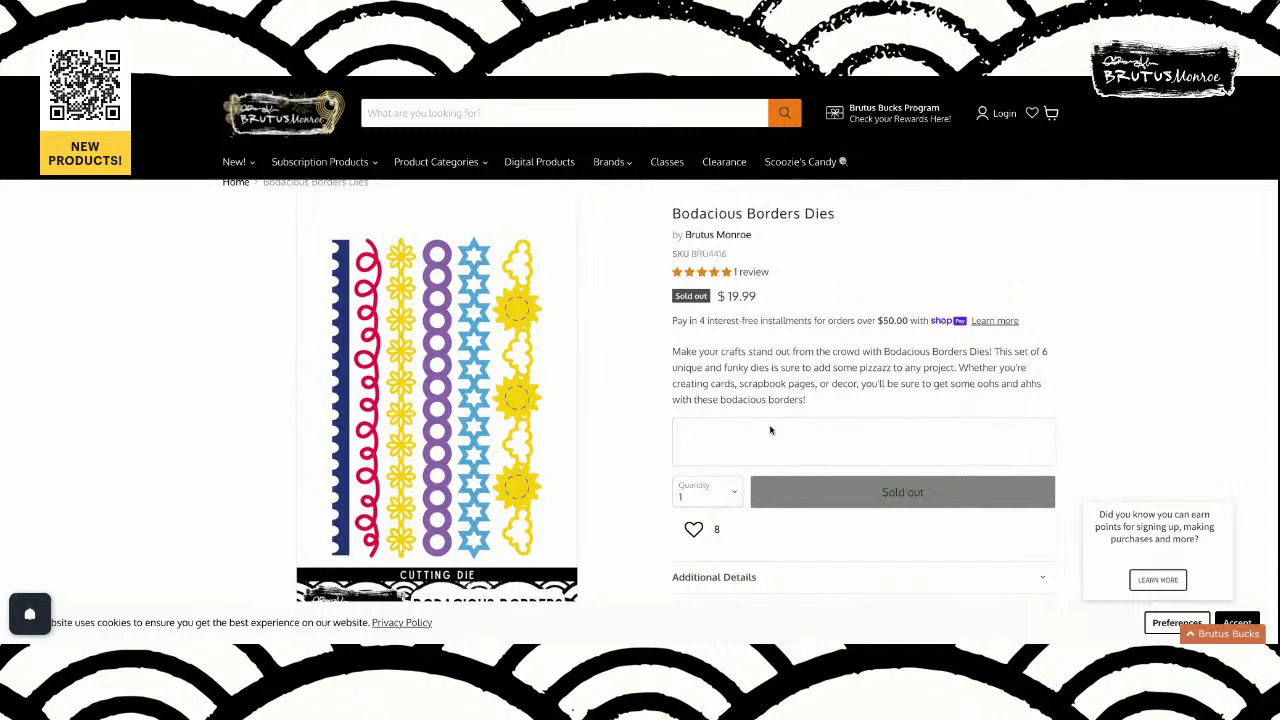 NEW
PRODUCTS!
BRUTUS Monroe
BRUTUS Monroe
What are you looking for?
Brutus Bucks Program
Check your Rewards Here!
Login
New!
Subscription Products
Product Categories
Digital Products
Brands
Classes
Clearance
Scoozie's Candy
Home > Bodacious Borders Dies
Bodacious Borders Dies
by Brutus Monroe
SKU BRU4416
1 review
Sold out $ 19.99
Pay in 4 interest-free installments for orders over $50.00 with shop Pay Learn more
Make your crafts stand out from the crowd with Bodacious Borders Dies! This set of 6
unique and funky dies is sure to add some pizzazz to any project. Whether you're
creating cards, scrapbook pages, or decor, you'll be sure to get some oohs and ahhs
with these bodacious borders!
Quantity
1
Sold out
8
Additional Details
CUTTING DIE
BODACIOUS BORDERS
Did you know you can earn
points for signing up, making
purchases and more?
LEARN MORE
bsite uses cookies to ensure you get the best experience on our website. Privacy Policy
Preferences
Accept
Brutus Bucks